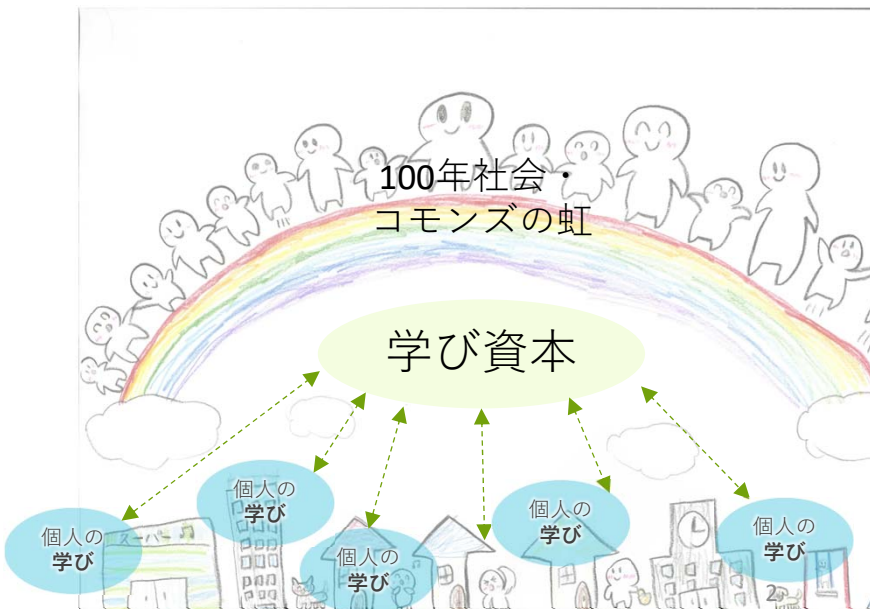 100年社会・
コモンズの虹
学び資本
個人の
学び
個人の
学び
個人の
学び
個人の
学び
個人の
学び
スーパー
2